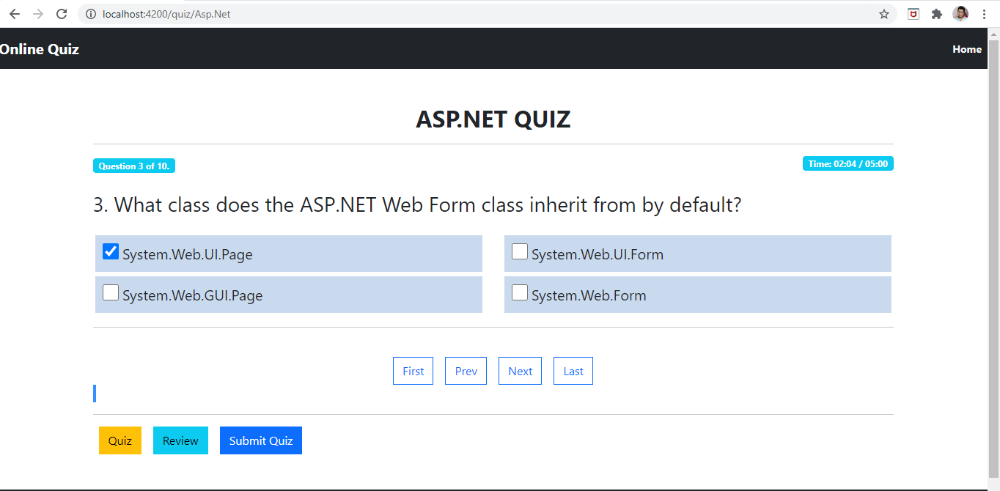 localhost:4200/quiz/Asp.Net
Online Quiz
Home
ASP.NET QUIZ
Question 3 of 10.
Time: 02:04 / 05:00
3. What class does the ASP.NET Web Form class inherit from by default?
System.Web.UI.Page
System.Web.UI.Form
System.Web.GUI.Page
System.Web.Form
First
Prev
Next
Last
Quiz
Review
Submit Quiz